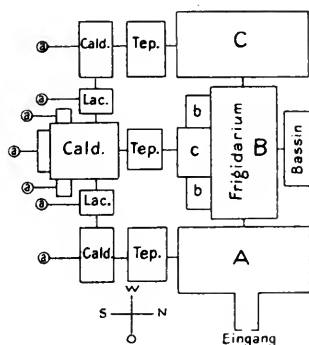 ⓐ Cald. Tep. C
ⓐ Lac. b
ⓐ
ⓐ Cald. Tep. c Frigidarium B Bassin
ⓐ b
ⓐ Lac.
ⓐ Cald. Tep. A
W
S N
O
Eingang